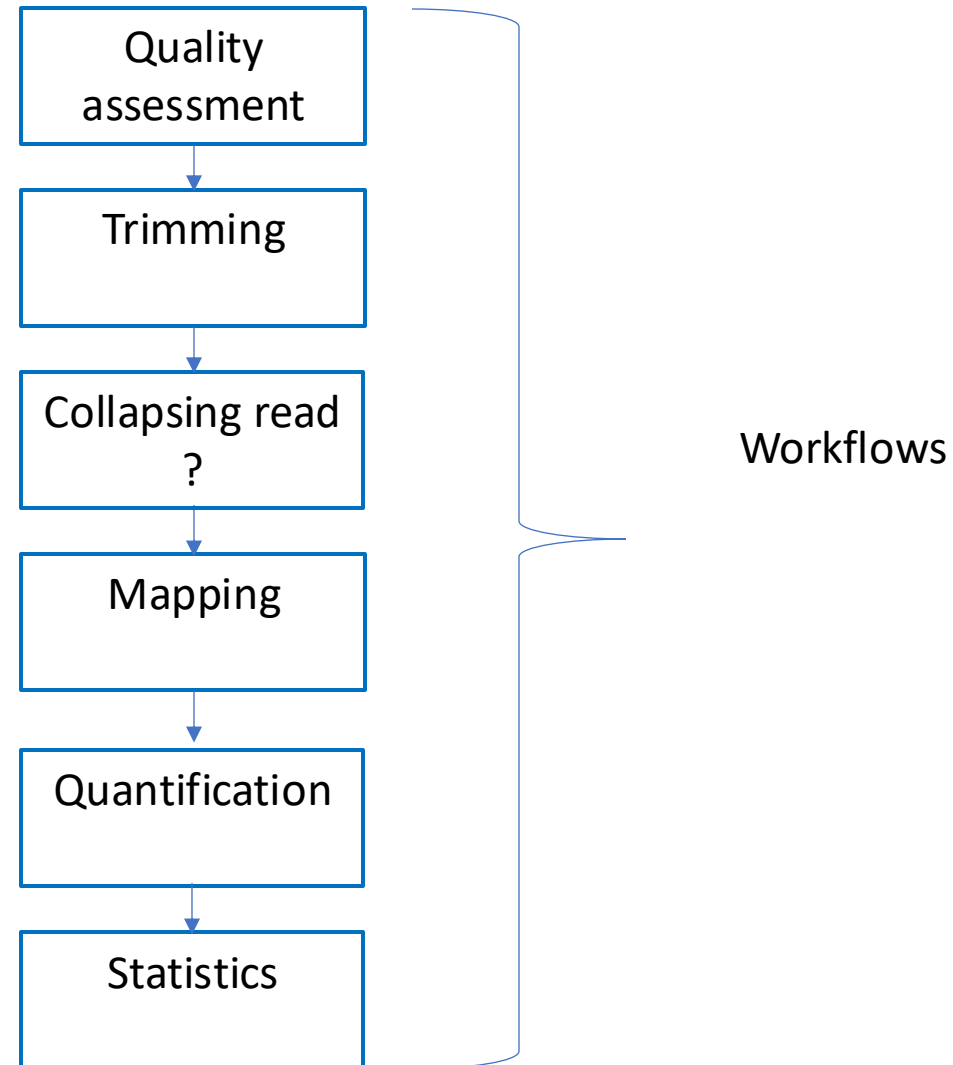 Quality
assessment
Trimming
Collapsing read
?
Mapping
Quantification
Statistics
Workflows